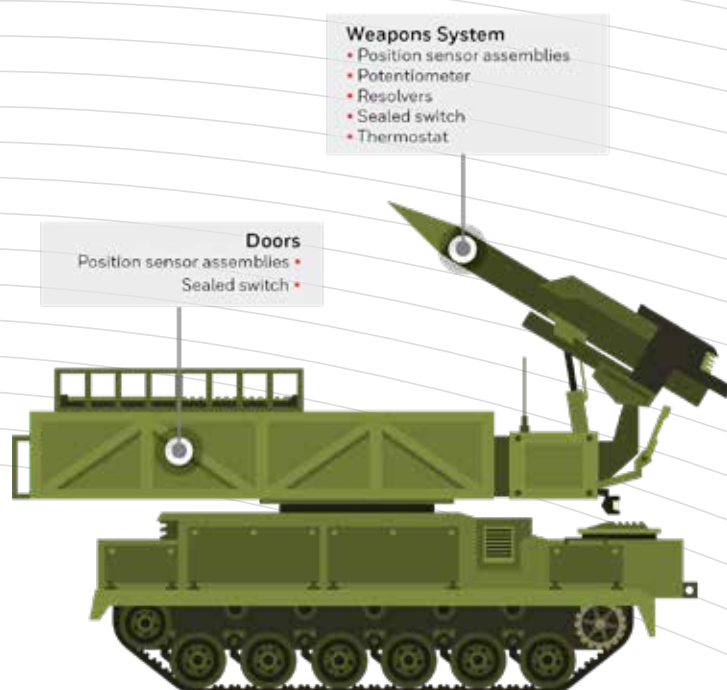 Weapons System
• Position sensor assemblies
• Potentiometer
• Resolvers
• Sealed switch
• Thermostat
Doors
Position sensor assemblies •
Sealed switch •